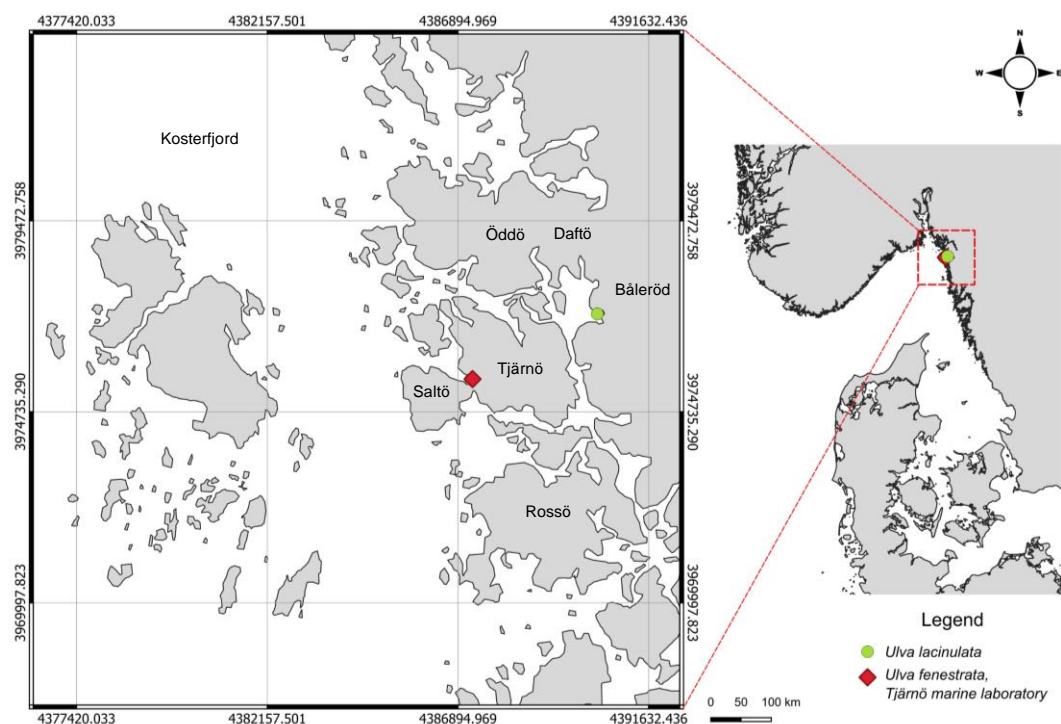 4377420.033 4382157.501 4386894.969 4391632.436
N
W E
S
Kosterfjord
3979472.758
3979472.758
Öddö Daftö
Båleröd
Tjärnö
Saltö
3974735.290
3974735.290
Rossö
3969997.823
3969997.823
Legend
Ulva lacinulata
Ulva fenestrata,
Tjärnö marine laboratory
0 50 100 km
4377420.033 4382157.501 4386894.969 4391632.436